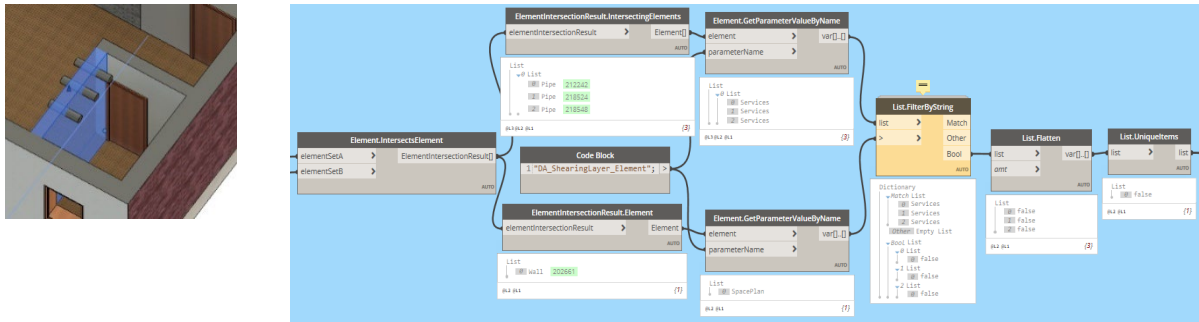 ElementIntersectionResult.IntersectingElements
elementIntersectionResult > Element[]
AUTO
List
0 List
0 Pipe 212242
1 Pipe 218524
2 Pipe 218548
@L3 @L2 @L1 {3}
Element.GetParameterValueByName
element > var[]..[]
parameterName >
AUTO
List
0 List
0 Services
1 Services
2 Services
@L3 @L2 @L1 {3}
Element.IntersectsElement
elementSetA > ElementIntersectionResult[]
elementSetB >
AUTO
Code Block
1 "DA_ShearingLayer_Element"; >
ElementIntersectionResult.Element
elementIntersectionResult > Element
AUTO
List
0 Wall 202661
@L2 @L1 {1}
Element.GetParameterValueByName
element > var[]..[]
parameterName >
AUTO
List
0 SpacePlan
@L2 @L1 {1}
List.FilterByString
list > Match
> > Other
Bool
AUTO
Dictionary
Match List
0 Services
1 Services
2 Services
Other Empty List
Bool List
0 List
0 false
1 List
0 false
2 List
0 false
List.Flatten
list > var[]..[]
amt >
AUTO
List
0 false
1 false
2 false
@L2 @L1 {3}
List.UniqueItems
list > list
AUTO
List
0 false
@L2 @L1 {1}